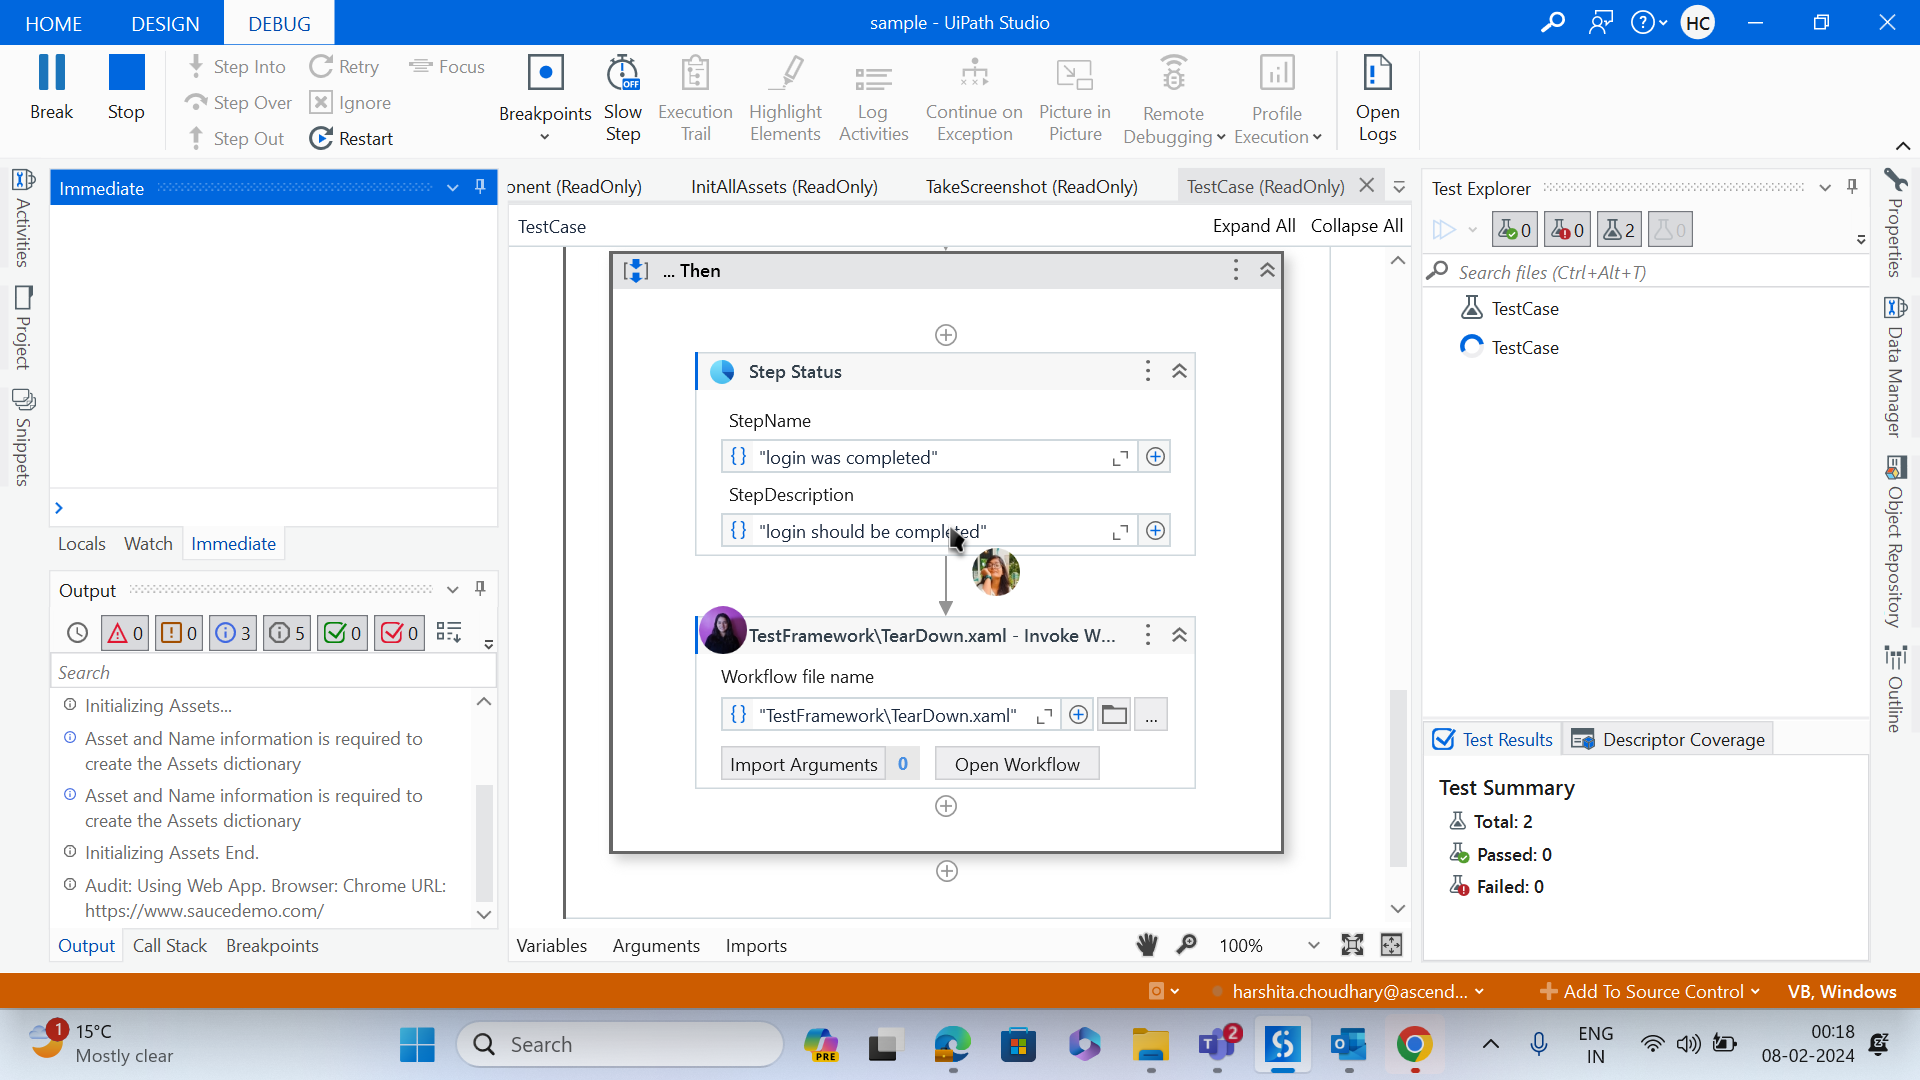 HOME
DESIGN
DEBUG
sample - UiPath Studio
HC
Break
Stop
Step Into
Step Over
Step Out
Retry
Ignore
Restart
Focus
Breakpoints
OFF
Slow
Step
Execution
Trail
Highlight
Elements
Log
Activities
Continue on
Exception
Picture in
Picture
Remote
Debugging
Profile
Execution
Open
Logs
Activities
Project
Snippets
Immediate
Locals
Watch
Immediate
Output
0
0
3
5
0
0
Search
Initializing Assets...
Asset and Name information is required to
create the Assets dictionary
Asset and Name information is required to
create the Assets dictionary
Initializing Assets End.
Audit: Using Web App. Browser: Chrome URL:
https://www.saucedemo.com/
Output
Call Stack
Breakpoints
onent (ReadOnly)
InitAllAssets (ReadOnly)
TakeScreenshot (ReadOnly)
TestCase (ReadOnly)
TestCase
Expand All
Collapse All
... Then
Step Status
StepName
{} "login was completed"
StepDescription
{} "login should be completed"
TestFramework\TearDown.xaml - Invoke W...
Workflow file name
{} "TestFramework\TearDown.xaml"
...
Import Arguments 0
Open Workflow
Variables
Arguments
Imports
100%
Test Explorer
0
0
2
0
Search files (Ctrl+Alt+T)
TestCase
TestCase
Test Results
Descriptor Coverage
Test Summary
Total: 2
Passed: 0
Failed: 0
Properties
Data Manager
Object Repository
Outline
harshita.choudhary@ascend...
Add To Source Control
VB, Windows
1
15°C
Mostly clear
Search
PRE
2
ENG
IN
00:18
08-02-2024